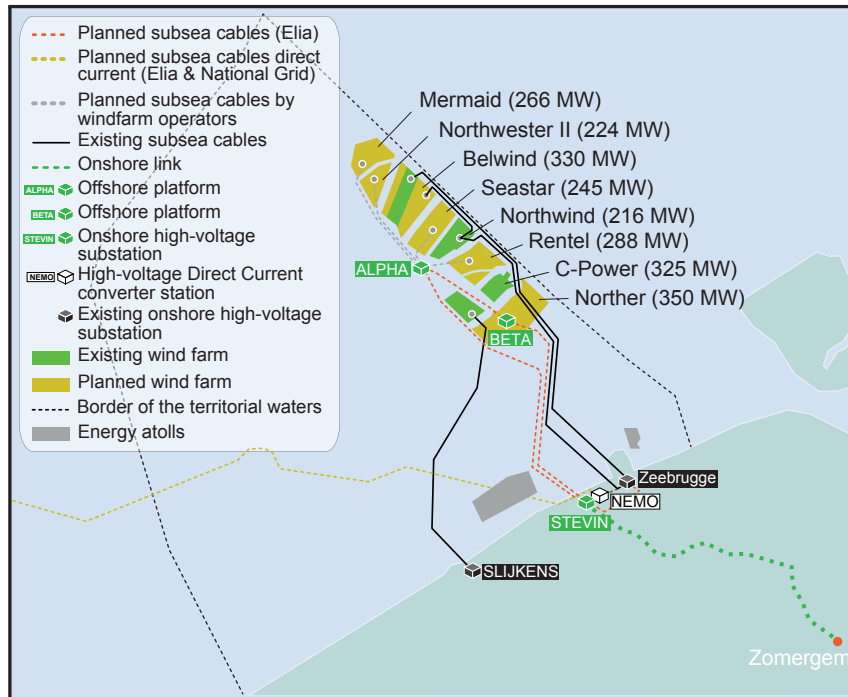 Planned subsea cables (Elia)
Planned subsea cables direct
current (Elia & National Grid)
Planned subsea cables by
windfarm operators
Existing subsea cables
Onshore link
ALPHA Offshore platform
BETA Offshore platform
STEVIN Onshore high-voltage
substation
NEMO High-voltage Direct Current
converter station
Existing onshore high-voltage
substation
Existing wind farm
Planned wind farm
Border of the territorial waters
Energy atolls
Mermaid (266 MW)
Northwester II (224 MW)
Belwind (330 MW)
Seastar (245 MW)
Northwind (216 MW)
Rentel (288 MW)
C-Power (325 MW)
Norther (350 MW)
ALPHA
BETA
Zeebrugge
NEMO
STEVIN
SLIJKENS
Zomergem